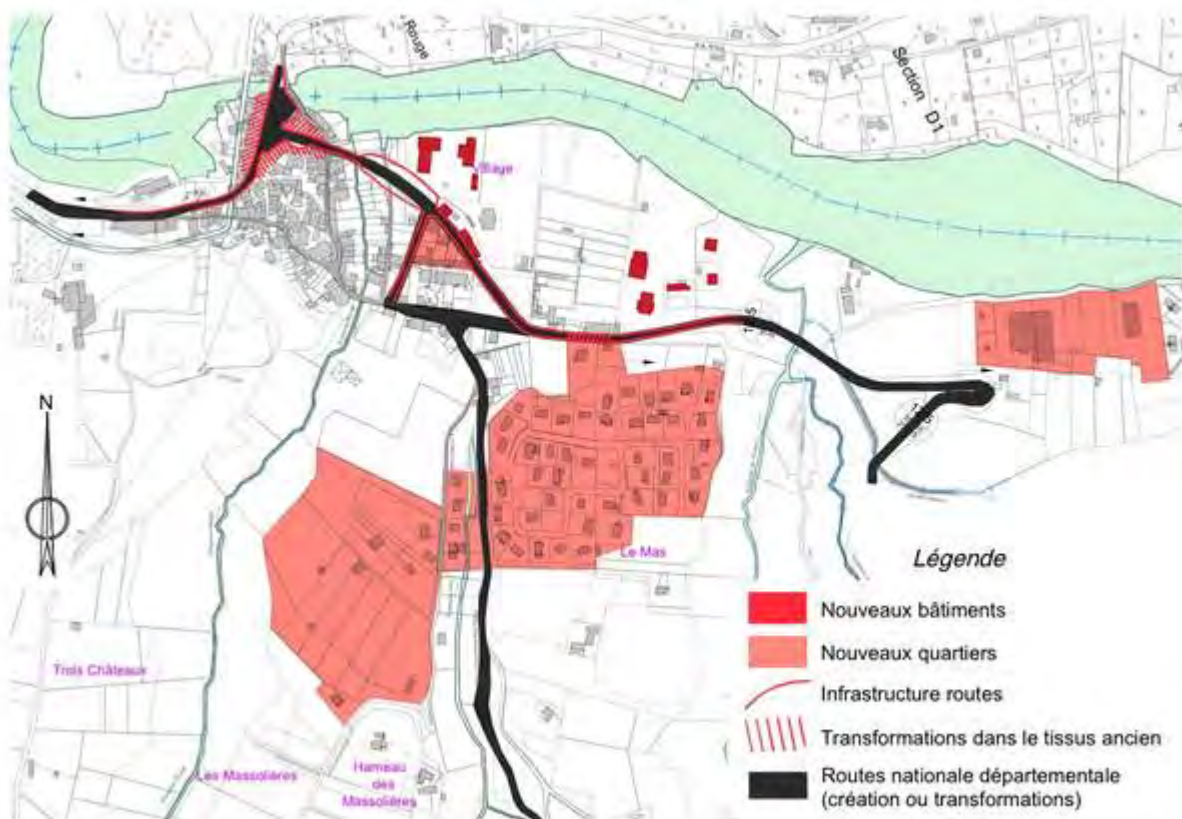 Rouge
Section D1
Village
N
Le Mas
Légende
Nouveaux bâtiments
Nouveaux quartiers
Infrastructure routes
Transformations dans le tissus ancien
Routes nationale départementale
(création ou transformations)
Trois Châteaux
Les Massolières
Hameau
des
Massolières